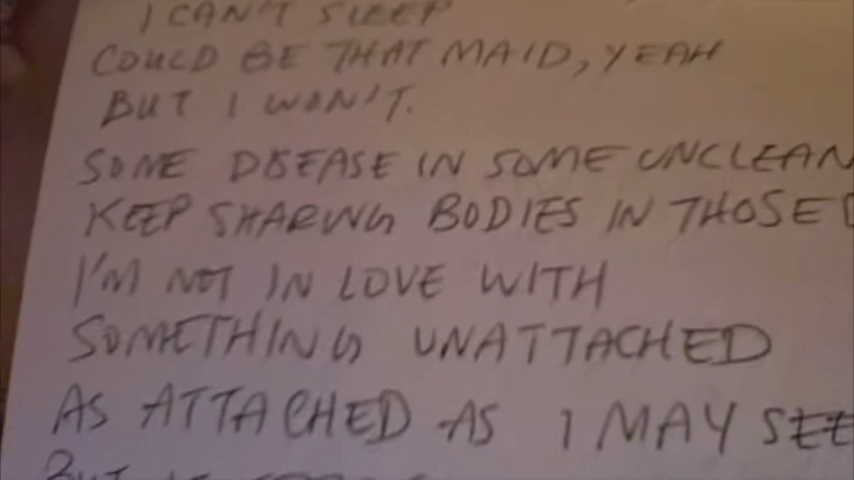 I CAN'T SLEEP
COULD BE THAT MAID, YEAH
BUT I WON'T.
SOME DISEASE IN SOME UNCLEAN
KEEP SHARING BODIES IN THOSE
I'M NOT IN LOVE WITH
SOMETHING UNATTACHED
AS ATTACHED AS I MAY SEE
BUT